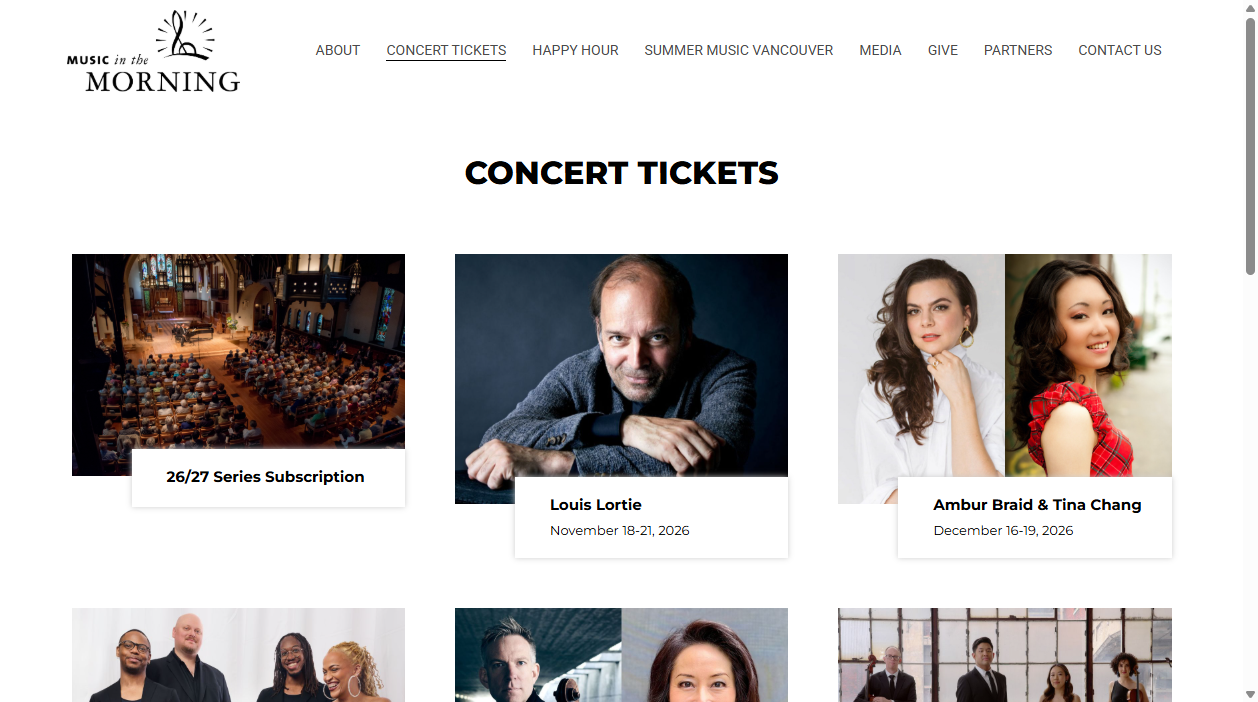 MUSIC in the
MORNING
ABOUT CONCERT TICKETS HAPPY HOUR SUMMER MUSIC VANCOUVER MEDIA GIVE PARTNERS CONTACT US
CONCERT TICKETS
26/27 Series Subscription
Louis Lortie
November 18-21, 2026
Ambur Braid & Tina Chang
December 16-19, 2026